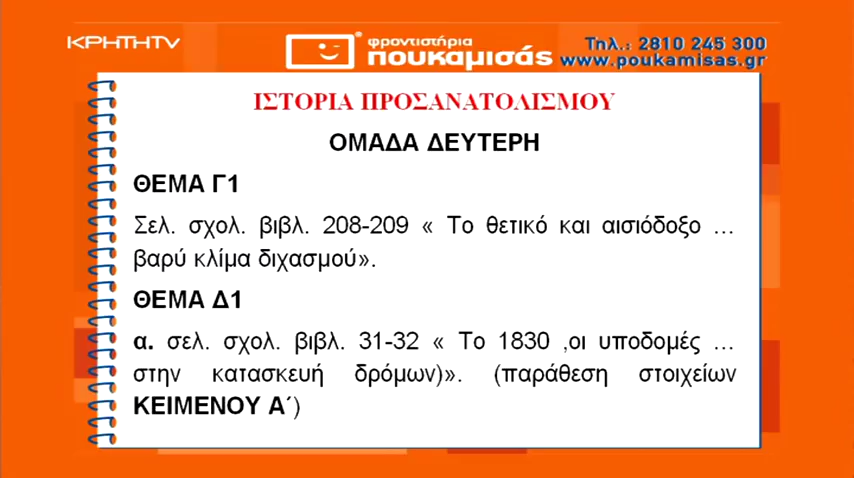 ΚΡΗΤΗTV
φροντιστήρια
πουκαμισάς
Τηλ.: 2810 245 300
www.poukamisas.gr
ΙΣΤΟΡΙΑ ΠΡΟΣΑΝΑΤΟΛΙΣΜΟΥ
ΟΜΑΔΑ ΔΕΥΤΕΡΗ
ΘΕΜΑ Γ1
Σελ. σχολ. βιβλ. 208-209 « Το θετικό και αισιόδοξο …
βαρύ κλίμα διχασμού».
ΘΕΜΑ Δ1
α. σελ. σχολ. βιβλ. 31-32 « Το 1830 ,οι υποδομές …
στην κατασκευή δρόμων)». (παράθεση στοιχείων
ΚΕΙΜΕΝΟΥ Α΄)